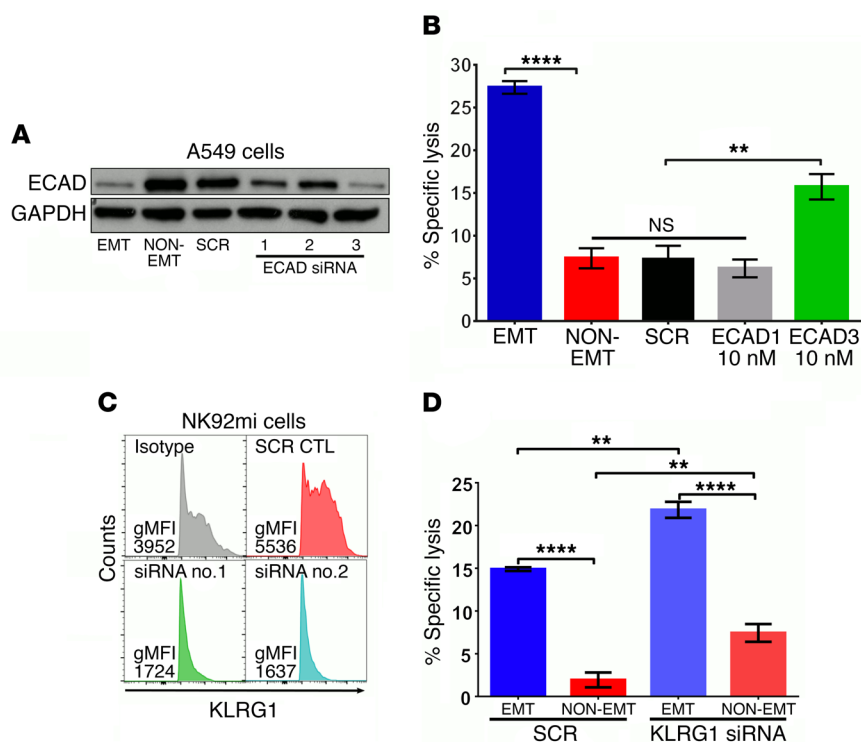 A
A549 cells
ECAD
GAPDH
EMT NON-EMT SCR 1 2 3
ECAD siRNA
B
% Specific lysis
30
25
20
15
10
5
0
****
**
NS
EMT NON-EMT SCR ECAD1 10 nM ECAD3 10 nM
C
NK92mi cells
Isotype
gMFI
3952
SCR CTL
gMFI
5536
siRNA no.1
gMFI
1724
siRNA no.2
gMFI
1637
Counts
KLRG1
D
% Specific lysis
25
20
15
10
5
0
**
**
****
****
EMT NON-EMT EMT NON-EMT
SCR KLRG1 siRNA